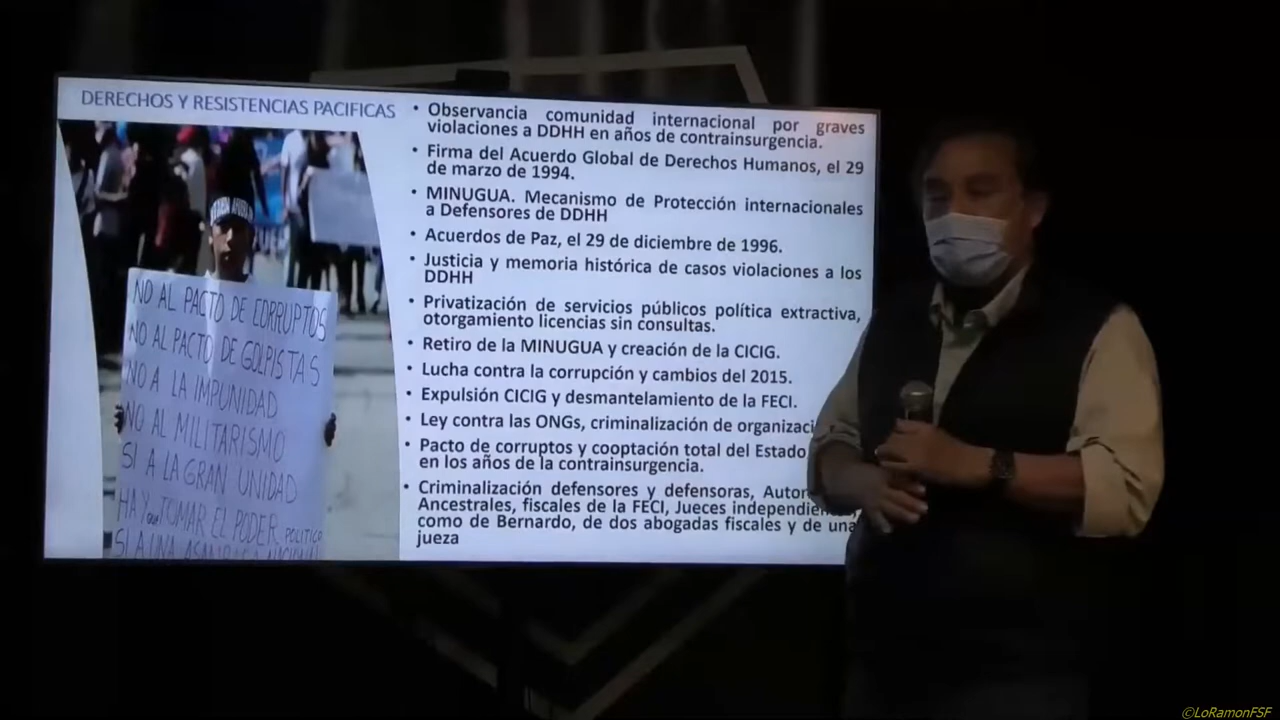 DERECHOS Y RESISTENCIAS PACIFICAS
• Observancia comunidad internacional por graves
violaciones a DDHH en años de contrainsurgencia.
• Firma del Acuerdo Global de Derechos Humanos, el 29
de marzo de 1994.
• MINUGUA. Mecanismo de Protección internacionales
a Defensores de DDHH
• Acuerdos de Paz, el 29 de diciembre de 1996.
• Justicia y memoria histórica de casos violaciones a los
DDHH
• Privatización de servicios públicos política extractiva,
otorgamiento licencias sin consultas.
• Retiro de la MINUGUA y creación de la CICIG.
• Lucha contra la corrupción y cambios del 2015.
• Expulsión CICIG y desmantelamiento de la FECI.
• Ley contra las ONGs, criminalización de organizaci
• Pacto de corruptos y cooptación total del Estado
en los años de la contrainsurgencia.
• Criminalización defensores y defensoras, Autor
Ancestrales, fiscales de la FECI, Jueces independien
como de Bernardo, de dos abogadas fiscales y de una
jueza
NO AL PACTO DE CORRUPTOS
NO AL PACTO DE GOLPISTAS
NO A LA IMPUNIDAD
NO AL MILITARISMO
SI A LA GRAN UNIDAD
HAY QUE TOMAR EL PODER POLITICO
SI A UNA
©LoRamonFSF